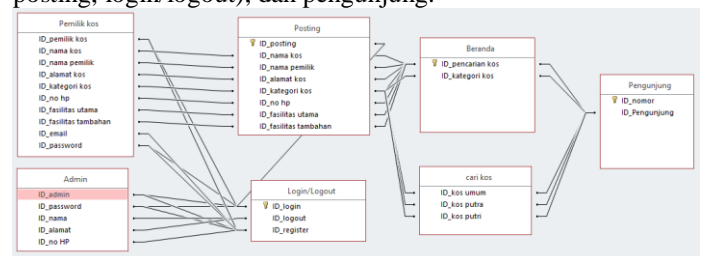 posting, login/logout), dan pengunjung.
Pemilik kos
ID_pemilik kos
ID_nama kos
ID_nama pemilik
ID_alamat kos
ID_kategori kos
ID_no hp
ID_fasilitas utama
ID_fasilitas tambahan
ID_email
ID_password
Posting
ID_posting
ID_nama kos
ID_nama pemilik
ID_alamat kos
ID_kategori kos
ID_no hp
ID_fasilitas utama
ID_fasilitas tambahan
Beranda
ID_pencarian kos
ID_kategori kos
Pengunjung
ID_nomor
ID_Pengunjung
Admin
ID_admin
ID_password
ID_nama
ID_alamat
ID_no HP
Login/Logout
ID_login
ID_logout
ID_register
cari kos
ID_kos umum
ID_kos putra
ID_kos putri